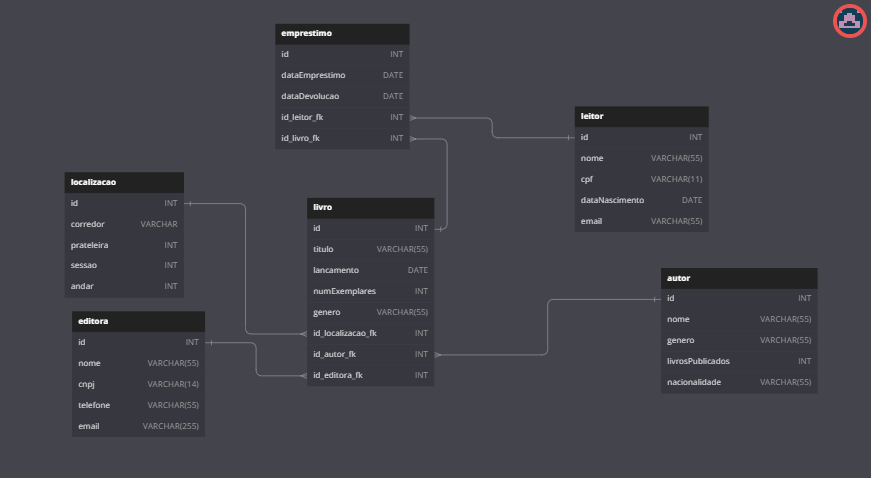 emprestimo
id INT
dataEmprestimo DATE
dataDevolucao DATE
id_leitor_fk INT
id_livro_fk INT
leitor
id INT
nome VARCHAR(55)
cpf VARCHAR(11)
dataNascimento DATE
email VARCHAR(55)
localizacao
id INT
corredor VARCHAR
prateleira INT
sessao INT
andar INT
livro
id INT
titulo VARCHAR(55)
lancamento DATE
numExemplares INT
genero VARCHAR(55)
id_localizacao_fk INT
id_autor_fk INT
id_editora_fk INT
autor
id INT
nome VARCHAR(55)
genero VARCHAR(55)
livrosPublicados INT
nacionalidade VARCHAR(55)
editora
id INT
nome VARCHAR(55)
cnpj VARCHAR(14)
telefone VARCHAR(55)
email VARCHAR(255)